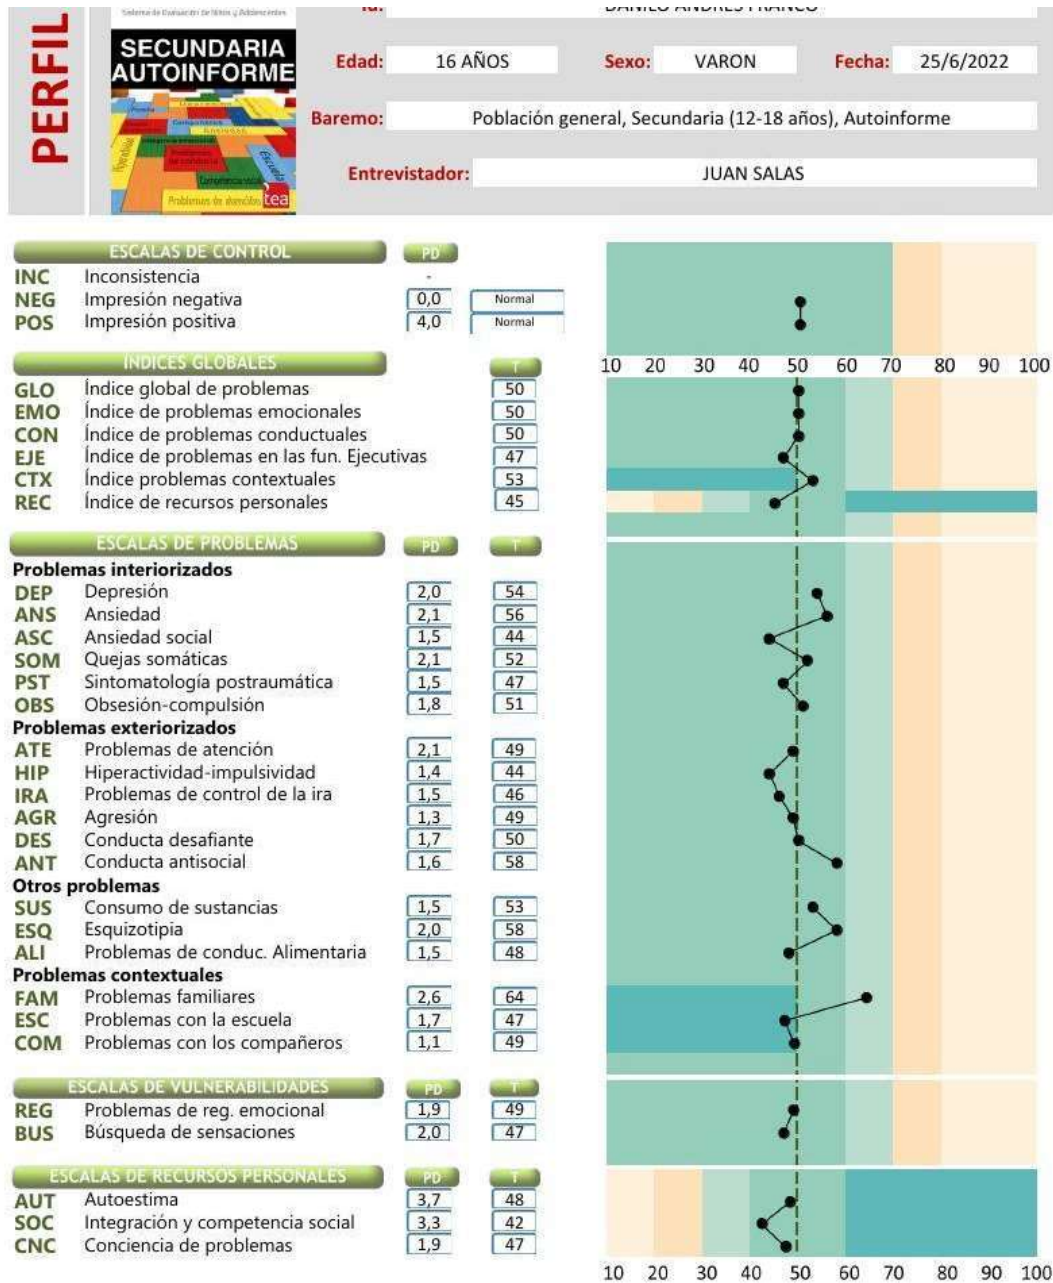 PERFIL
Sistema de Evaluación de Niños y Adolescentes
SECUNDARIA
AUTOINFORME
tea
Id: DANILO ANDRES FRANCO
Edad: 16 AÑOS Sexo: VARON Fecha: 25/6/2022
Baremo: Población general, Secundaria (12-18 años), Autoinforme
Entrevistador: JUAN SALAS
ESCALAS DE CONTROL PD
INC Inconsistencia -
NEG Impresión negativa 0,0 Normal
POS Impresión positiva 4,0 Normal
ÍNDICES GLOBALES T
10 20 30 40 50 60 70 80 90 100
GLO Índice global de problemas 50
EMO Índice de problemas emocionales 50
CON Índice de problemas conductuales 50
EJE Índice de problemas en las fun. Ejecutivas 47
CTX Índice problemas contextuales 53
REC Índice de recursos personales 45
ESCALAS DE PROBLEMAS PD T
Problemas interiorizados
DEP Depresión 2,0 54
ANS Ansiedad 2,1 56
ASC Ansiedad social 1,5 44
SOM Quejas somáticas 2,1 52
PST Sintomatología postraumática 1,5 47
OBS Obsesión-compulsión 1,8 51
Problemas exteriorizados
ATE Problemas de atención 2,1 49
HIP Hiperactividad-impulsividad 1,4 44
IRA Problemas de control de la ira 1,5 46
AGR Agresión 1,3 49
DES Conducta desafiante 1,7 50
ANT Conducta antisocial 1,6 58
Otros problemas
SUS Consumo de sustancias 1,5 53
ESQ Esquizotipia 2,0 58
ALI Problemas de conduc. Alimentaria 1,5 48
Problemas contextuales
FAM Problemas familiares 2,6 64
ESC Problemas con la escuela 1,7 47
COM Problemas con los compañeros 1,1 49
ESCALAS DE VULNERABILIDADES PD T
REG Problemas de reg. emocional 1,9 49
BUS Búsqueda de sensaciones 2,0 47
ESCALAS DE RECURSOS PERSONALES PD T
AUT Autoestima 3,7 48
SOC Integración y competencia social 3,3 42
CNC Conciencia de problemas 1,9 47
10 20 30 40 50 60 70 80 90 100